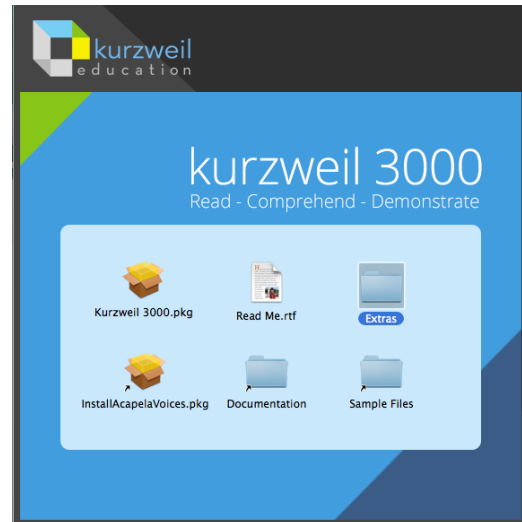 kurzweil
education
kurzweil 3000
Read - Comprehend - Demonstrate
Kurzweil 3000.pkg
Read Me.rtf
Extras
InstallAcapelaVoices.pkg
Documentation
Sample Files